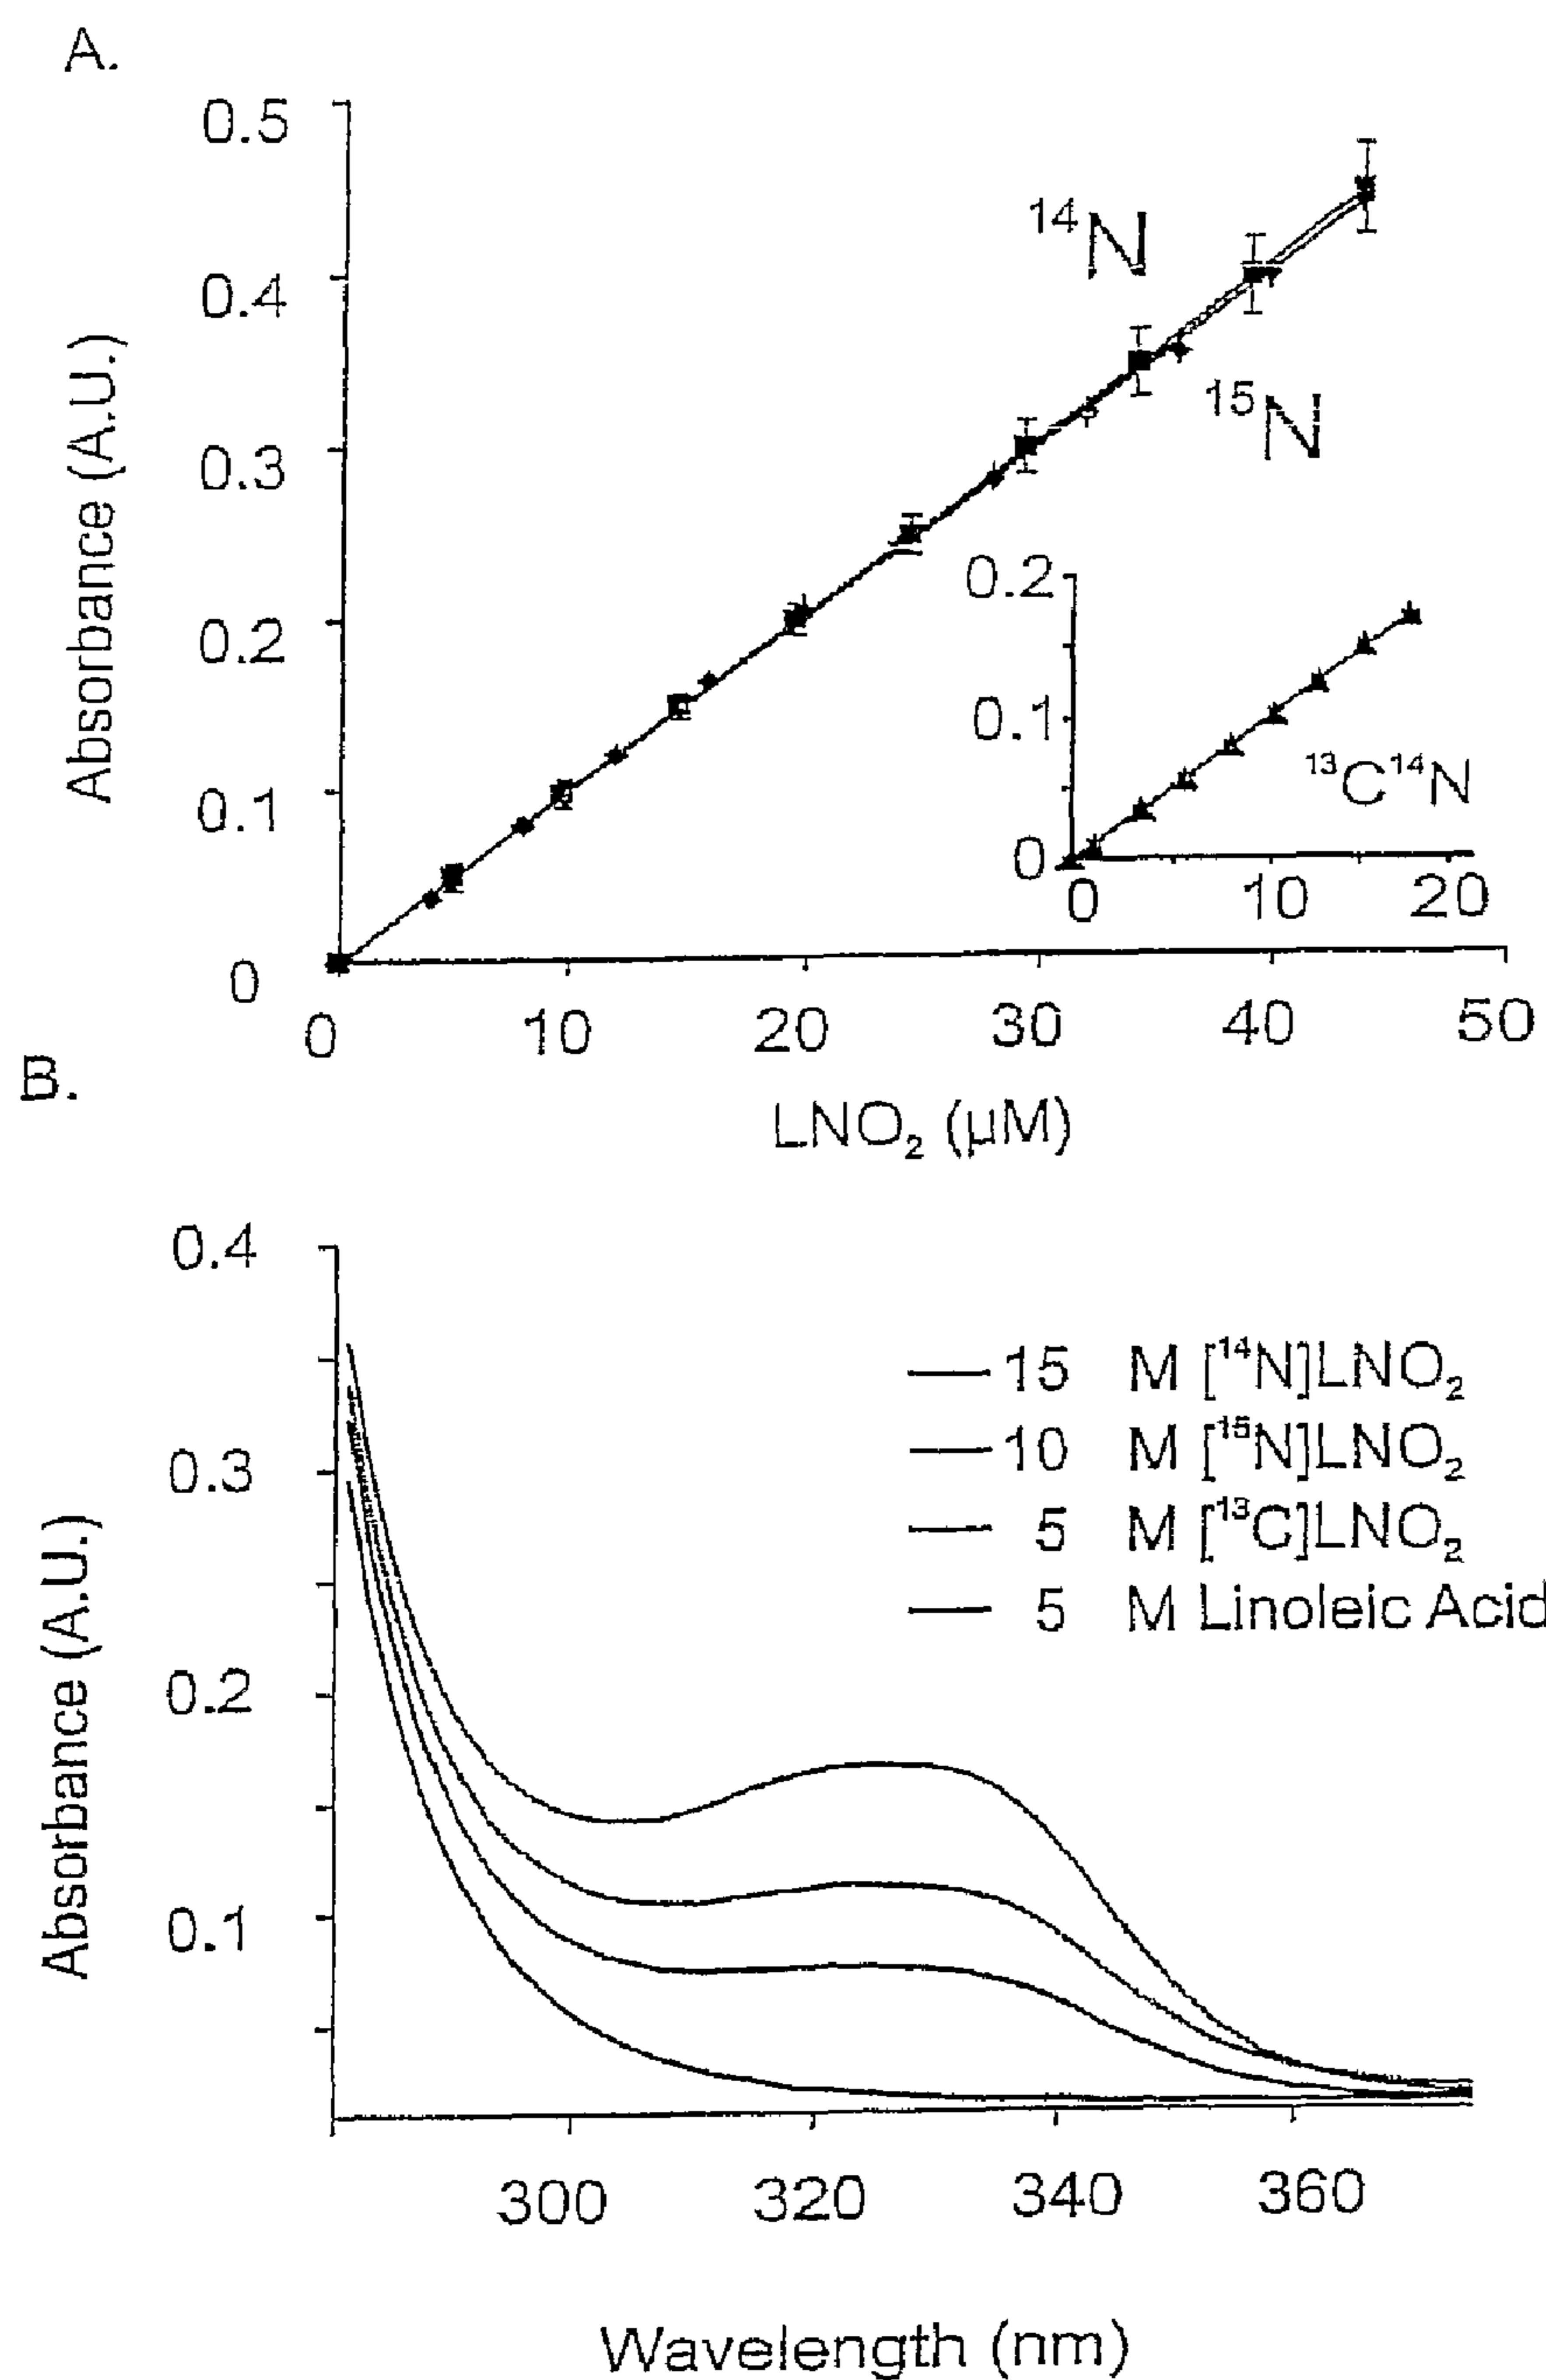 A.
0.5
0.4
0.3
0.2
0.1
0
Absorbance (A.U.)
¹⁴N
¹⁵N
0.2
0.1
0
¹³C¹⁴N
0 10 20
0 10 20 30 40 50
LNO₂ (µM)
B.
0.4
0.3
0.2
0.1
Absorbance (A.U.)
15 M [¹⁴N]LNO₂
10 M [¹⁵N]LNO₂
5 M [¹³C]LNO₂
5 M Linoleic Acid
300 320 340 360
Wavelength (nm)